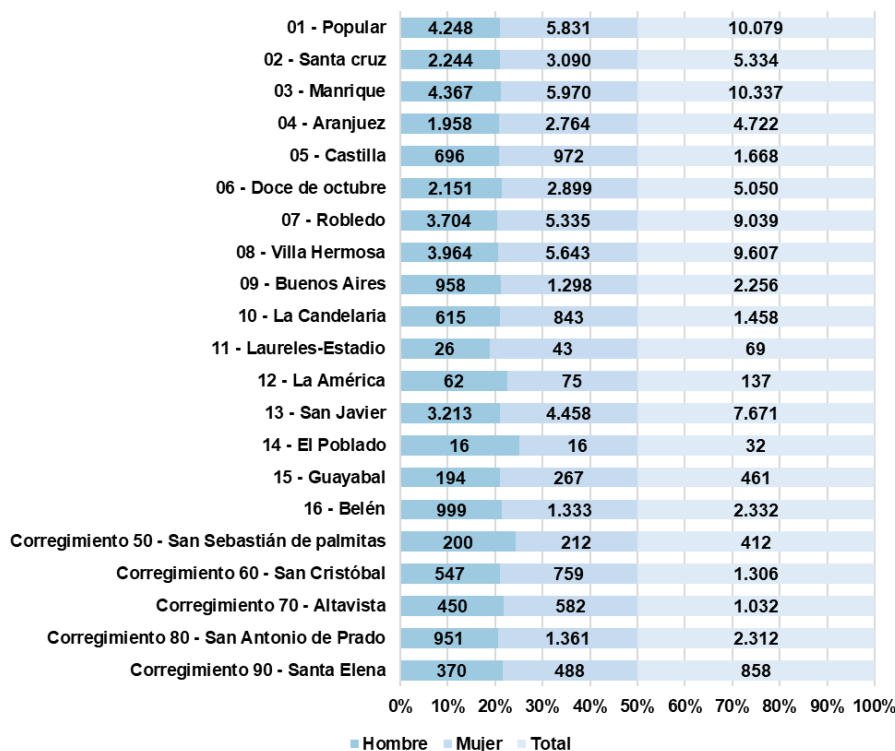 01 - Popular 4.248 5.831 10.079
02 - Santa cruz 2.244 3.090 5.334
03 - Manrique 4.367 5.970 10.337
04 - Aranjuez 1.958 2.764 4.722
05 - Castilla 696 972 1.668
06 - Doce de octubre 2.151 2.899 5.050
07 - Robledo 3.704 5.335 9.039
08 - Villa Hermosa 3.964 5.643 9.607
09 - Buenos Aires 958 1.298 2.256
10 - La Candelaria 615 843 1.458
11 - Laureles-Estadio 26 43 69
12 - La América 62 75 137
13 - San Javier 3.213 4.458 7.671
14 - El Poblado 16 16 32
15 - Guayabal 194 267 461
16 - Belén 999 1.333 2.332
Corregimiento 50 - San Sebastián de palmitas 200 212 412
Corregimiento 60 - San Cristóbal 547 759 1.306
Corregimiento 70 - Altavista 450 582 1.032
Corregimiento 80 - San Antonio de Prado 951 1.361 2.312
Corregimiento 90 - Santa Elena 370 488 858
0% 10% 20% 30% 40% 50% 60% 70% 80% 90% 100%
Hombre Mujer Total